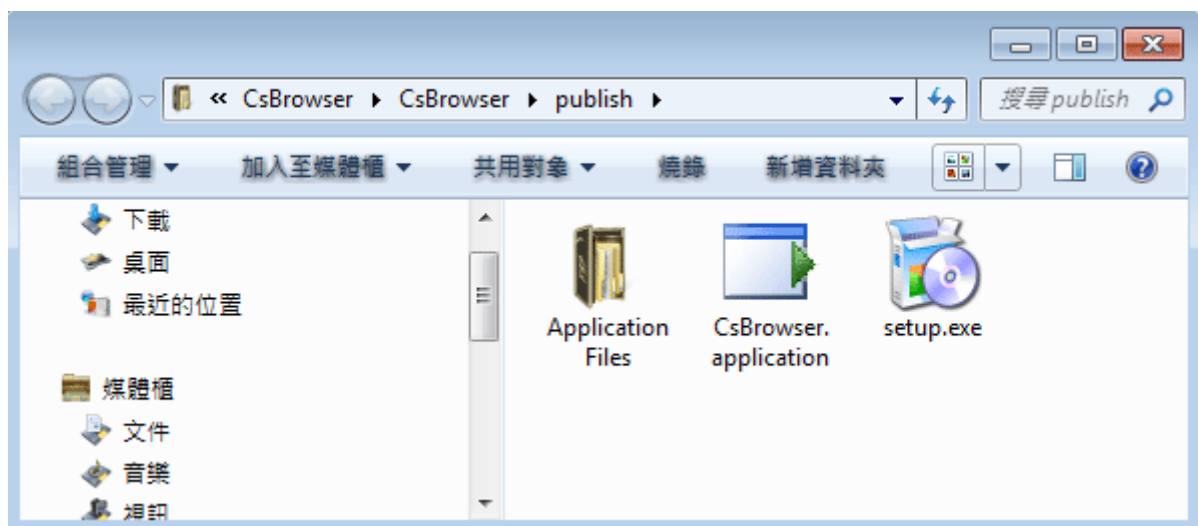 « CsBrowser ▸ CsBrowser ▸ publish ▸
搜尋 publish
組合管理 加入至媒體櫃 共用對象 燒錄 新增資料夾
下載
桌面
最近的位置
媒體櫃
文件
音樂
視訊
Application
Files
CsBrowser.
application
setup.exe